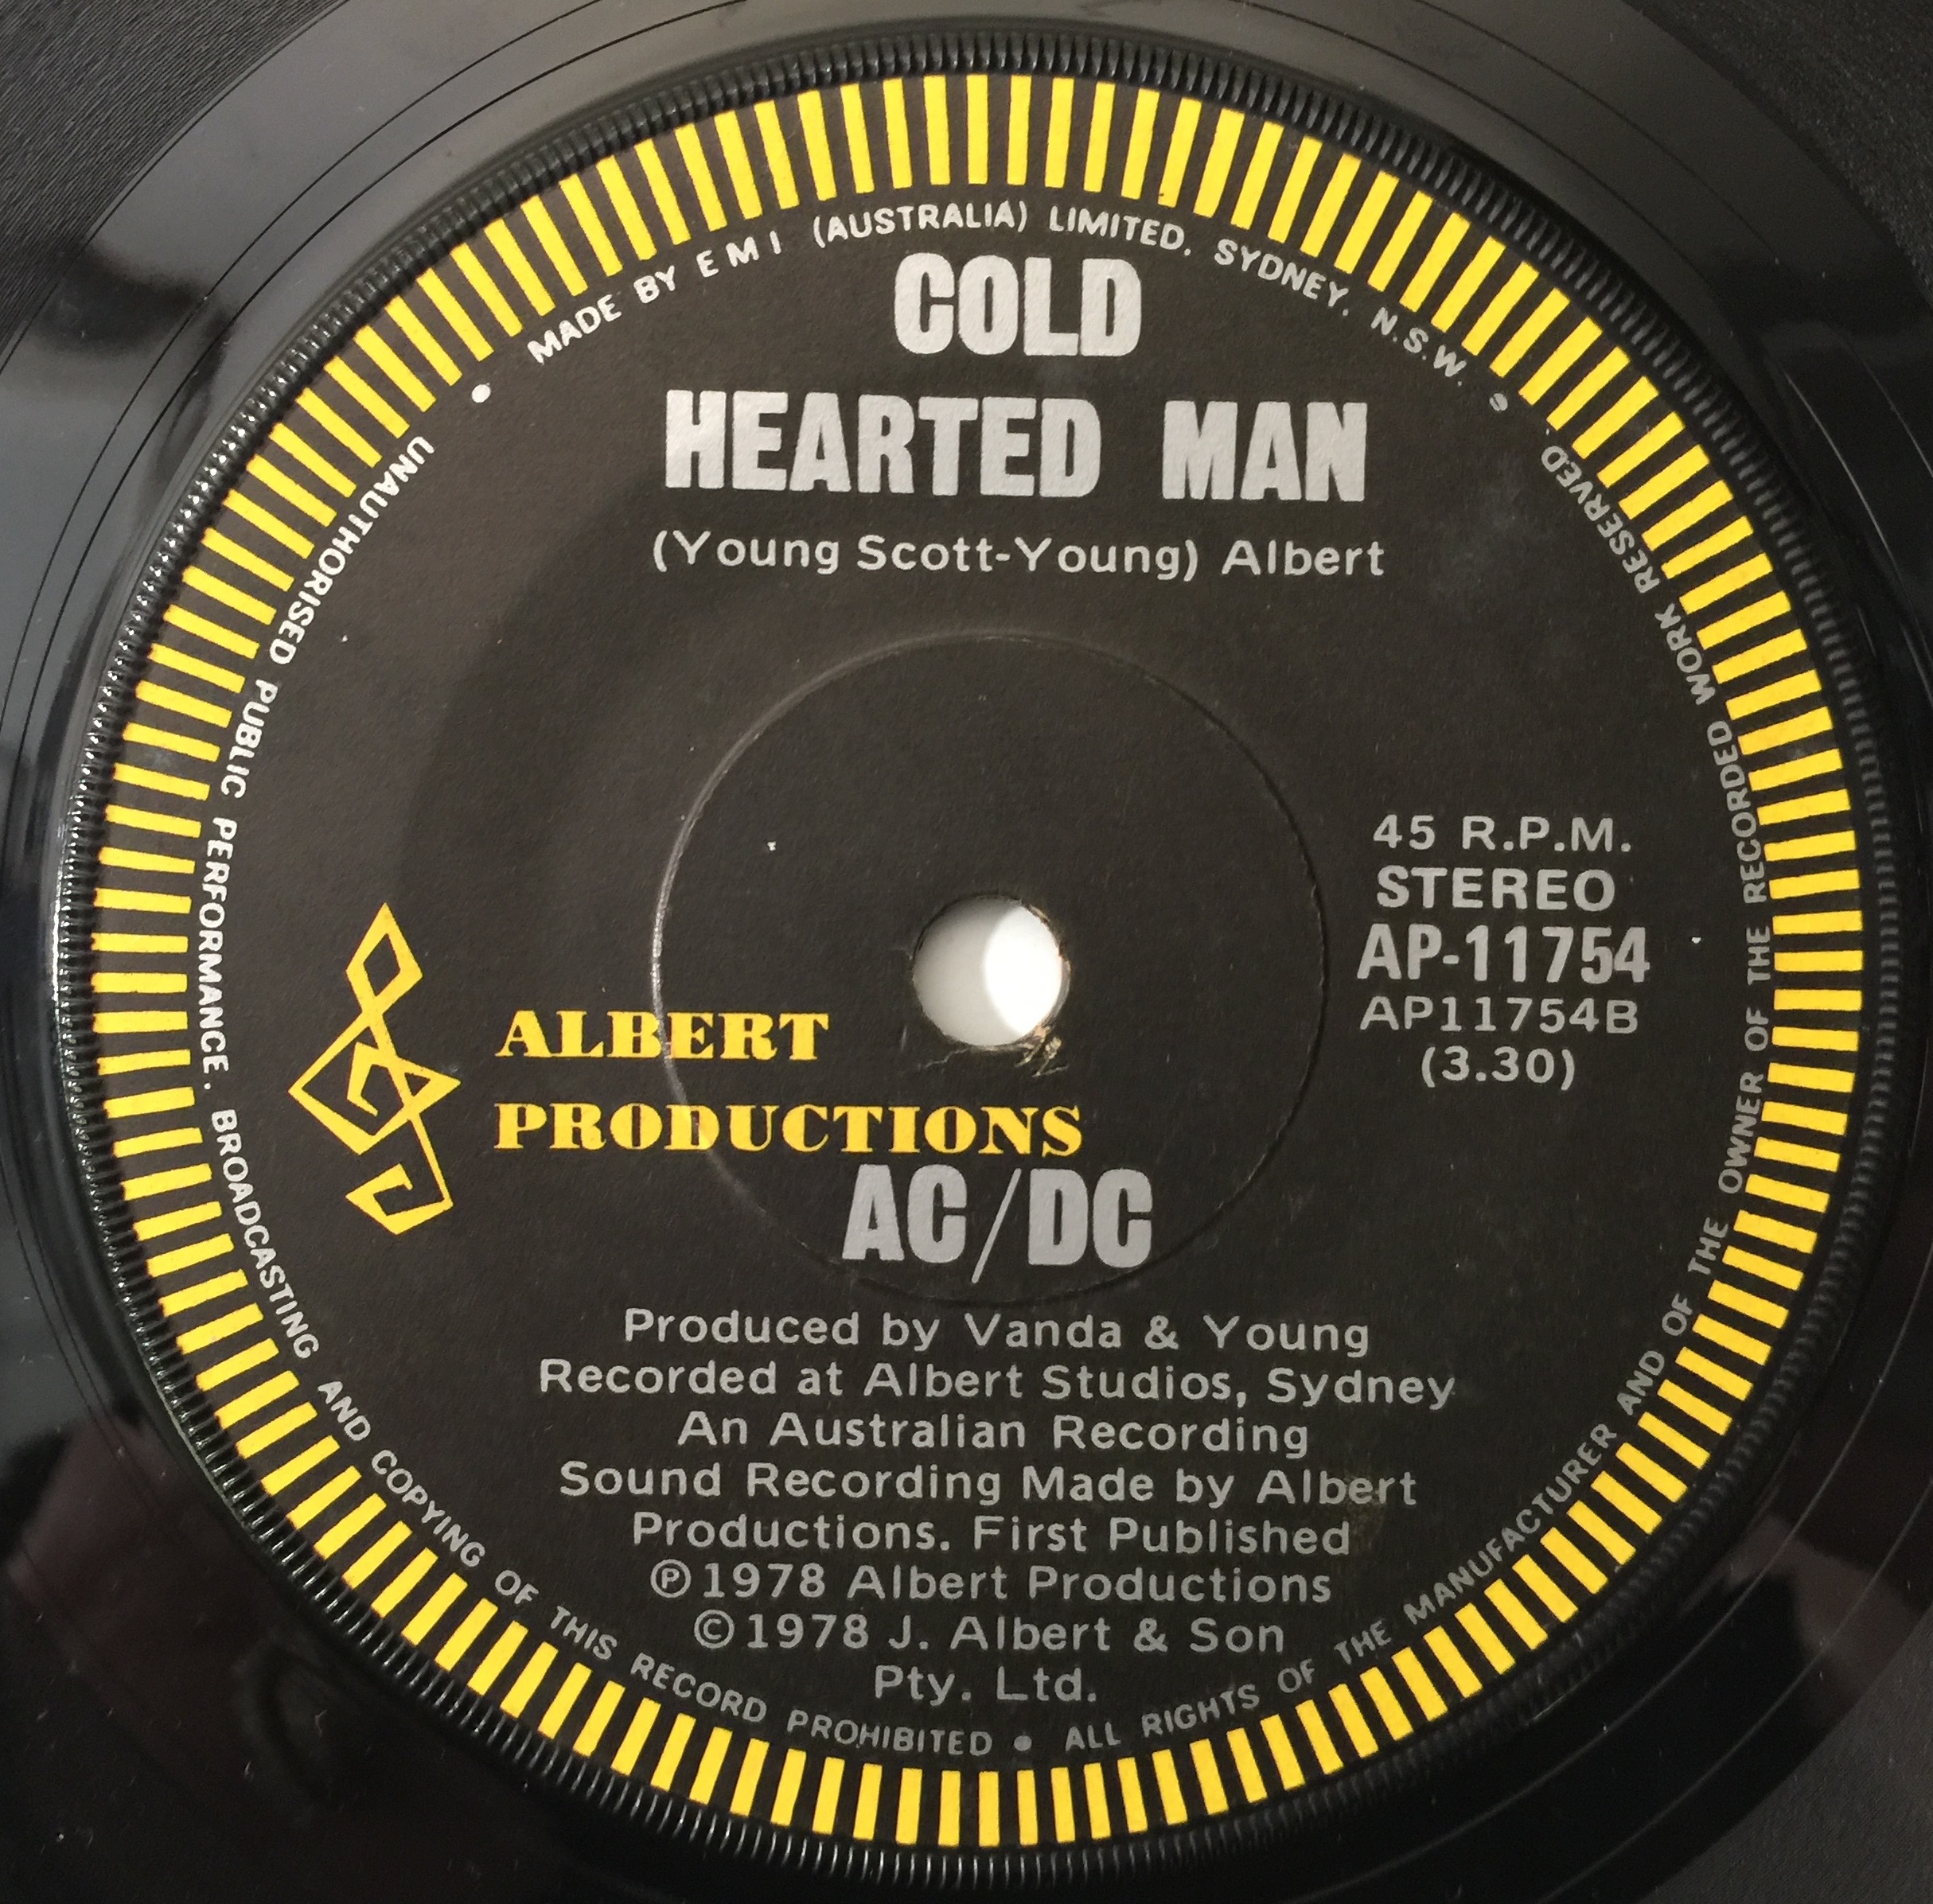 MADE BY E M I (AUSTRALIA) LIMITED. SYDNEY. N.S.W.
COLD
HEARTED MAN
(Young Scott-Young) Albert
45 R.P.M.
STEREO
AP-11754
AP11754B
(3.30)
ALBERT
PRODUCTIONS
AC/DC
Produced by Vanda & Young
Recorded at Albert Studios, Sydney
An Australian Recording
Sound Recording Made by Albert
Productions. First Published
℗1978 Albert Productions
©1978 J. Albert & Son
Pty. Ltd.
UNAUTHORISED PUBLIC PERFORMANCE. BROADCASTING AND COPYING OF THIS RECORD PROHIBITED • ALL RIGHTS OF THE MANUFACTURER AND OF THE OWNER OF THE RECORDED WORK RESERVED